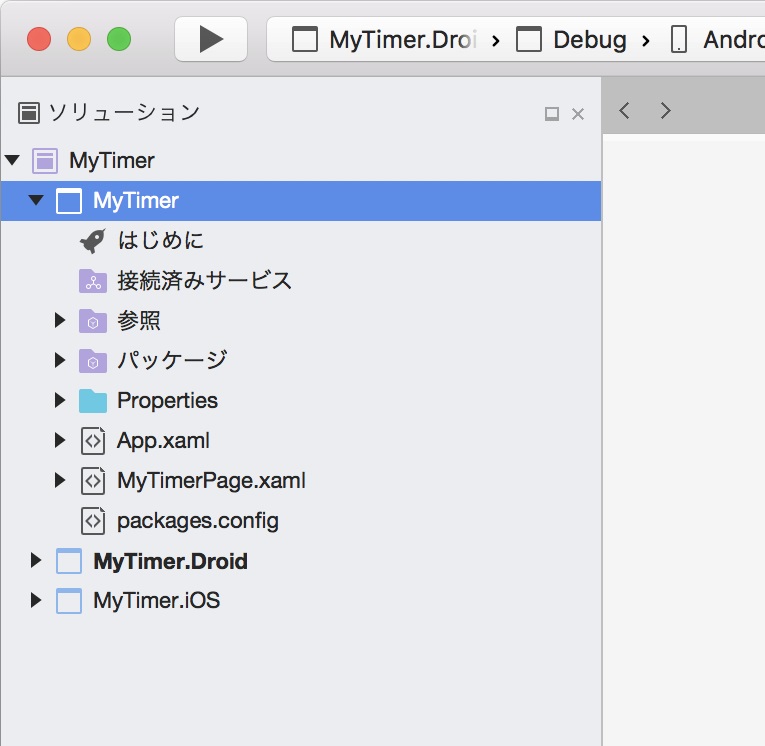 MyTimer.Droi > Debug > Andro
ソリューション
MyTimer
MyTimer
はじめに
接続済みサービス
参照
パッケージ
Properties
App.xaml
MyTimerPage.xaml
packages.config
MyTimer.Droid
MyTimer.iOS